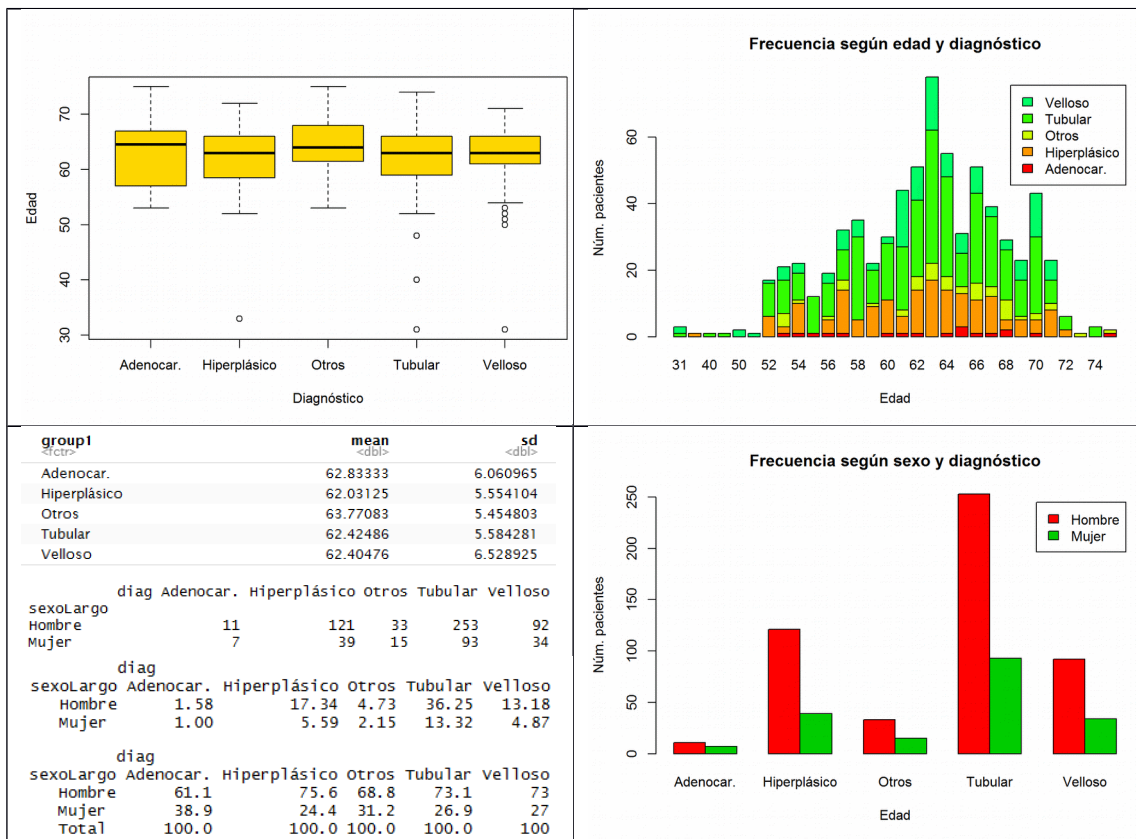 70
60
50
40
30
Edad
Adenocar. Hiperplásico Otros Tubular Velloso
Diagnóstico
Frecuencia según edad y diagnóstico
Velloso
Tubular
Otros
Hiperplásico
Adenocar.
60
40
20
0
Núm. pacientes
31 40 50 52 54 56 58 60 62 64 66 68 70 72 74
Edad
group1 mean sd
<fctr> <dbl> <dbl>
Adenocar. 62.83333 6.060965
Hiperplásico 62.03125 5.554104
Otros 63.77083 5.454803
Tubular 62.42486 5.584281
Velloso 62.40476 6.528925
diag Adenocar. Hiperplásico Otros Tubular Velloso
sexoLargo
Hombre 11 121 33 253 92
Mujer 7 39 15 93 34
diag
sexoLargo Adenocar. Hiperplásico Otros Tubular Velloso
Hombre 1.58 17.34 4.73 36.25 13.18
Mujer 1.00 5.59 2.15 13.32 4.87
diag
sexoLargo Adenocar. Hiperplásico Otros Tubular Velloso
Hombre 61.1 75.6 68.8 73.1 73
Mujer 38.9 24.4 31.2 26.9 27
Total 100.0 100.0 100.0 100.0 100
Frecuencia según sexo y diagnóstico
Hombre
Mujer
250
200
150
100
50
0
Núm. pacientes
Adenocar. Hiperplásico Otros Tubular Velloso
Edad